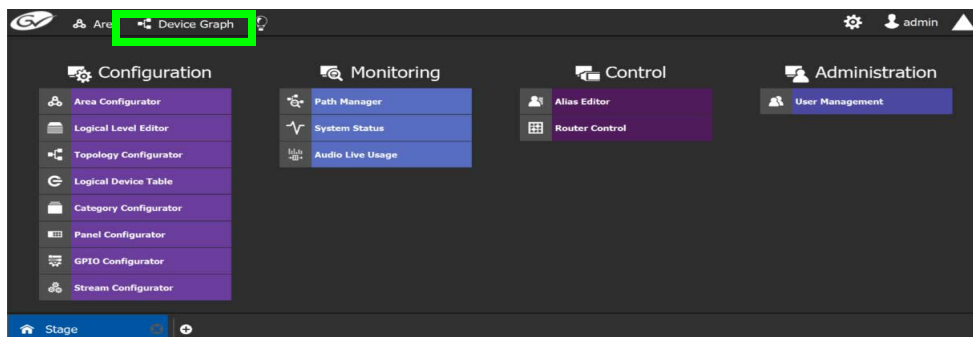 GV Are Device Graph admin
Configuration
Area Configurator
Logical Level Editor
Topology Configurator
Logical Device Table
Category Configurator
Panel Configurator
GPIO Configurator
Stream Configurator
Monitoring
Path Manager
System Status
Audio Live Usage
Control
Alias Editor
Router Control
Administration
User Management
Stage